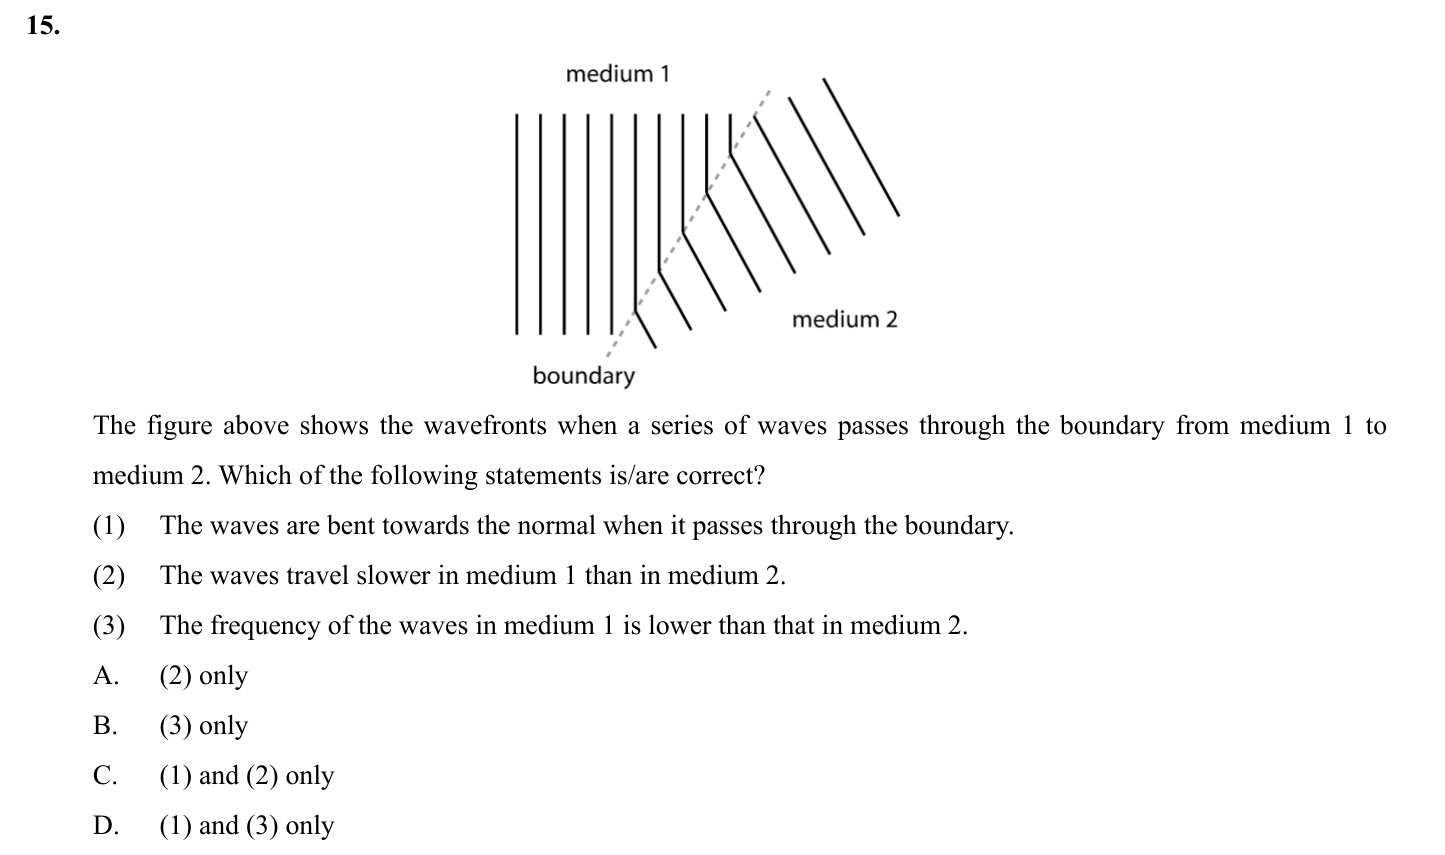 15.
medium 1
medium 2
boundary
The figure above shows the wavefronts when a series of waves passes through the boundary from medium 1 to
medium 2. Which of the following statements is/are correct?
(1) The waves are bent towards the normal when it passes through the boundary.
(2) The waves travel slower in medium 1 than in medium 2.
(3) The frequency of the waves in medium 1 is lower than that in medium 2.
A. (2) only
B. (3) only
C. (1) and (2) only
D. (1) and (3) only